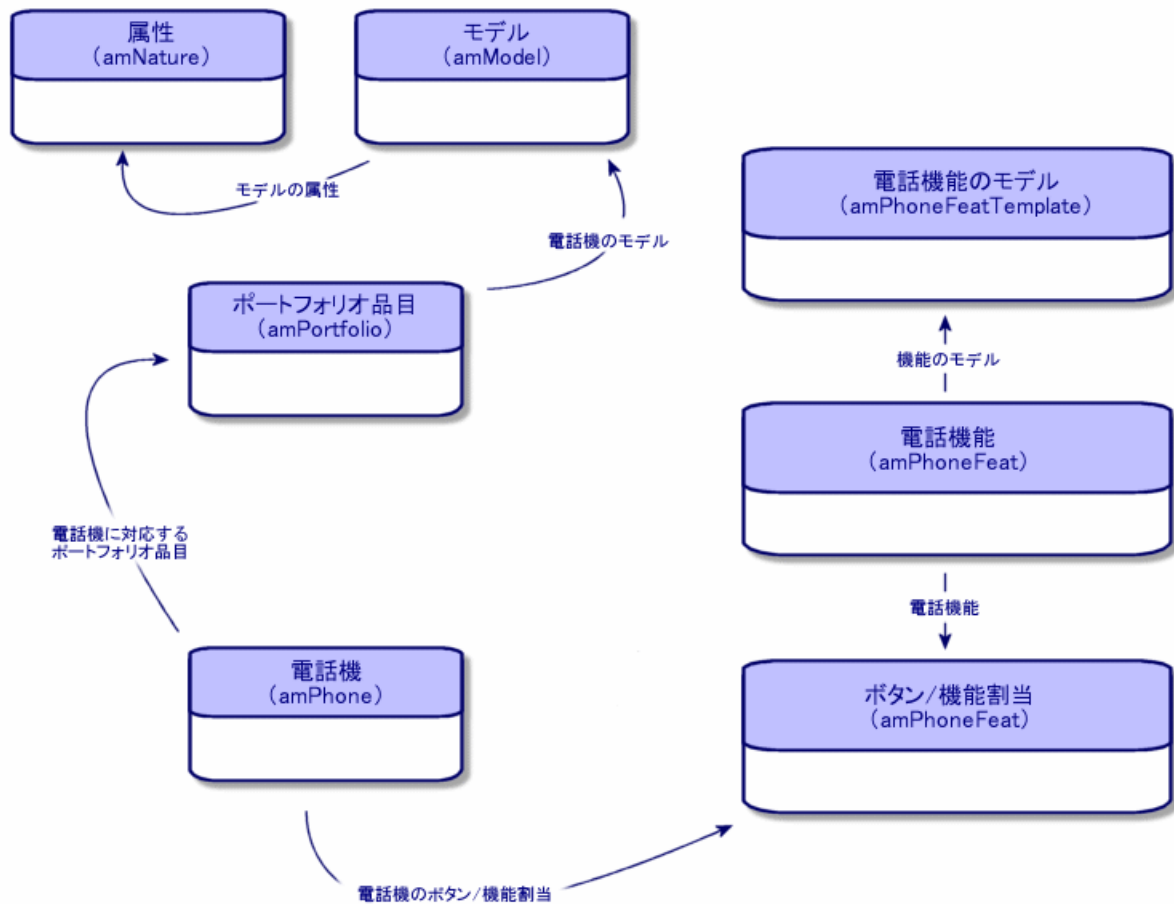 属性
(amNature)
モデル
(amModel)
モデルの属性
電話機のモデル
電話機能のモデル
(amPhoneFeatTemplate)
ポートフォリオ品目
(amPortfolio)
機能のモデル
電話機能
(amPhoneFeat)
電話機に対応する
ポートフォリオ品目
電話機能
電話機
(amPhone)
ボタン/機能割当
(amPhoneFeat)
電話機のボタン/機能割当